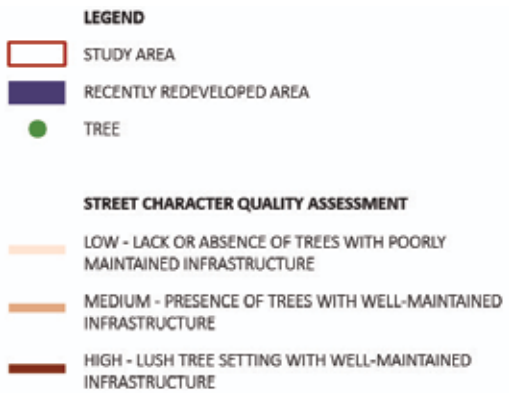 LEGEND
STUDY AREA
RECENTLY REDEVELOPED AREA
TREE
STREET CHARACTER QUALITY ASSESSMENT
LOW - LACK OR ABSENCE OF TREES WITH POORLY
MAINTAINED INFRASTRUCTURE
MEDIUM - PRESENCE OF TREES WITH WELL-MAINTAINED
INFRASTRUCTURE
HIGH - LUSH TREE SETTING WITH WELL-MAINTAINED
INFRASTRUCTURE